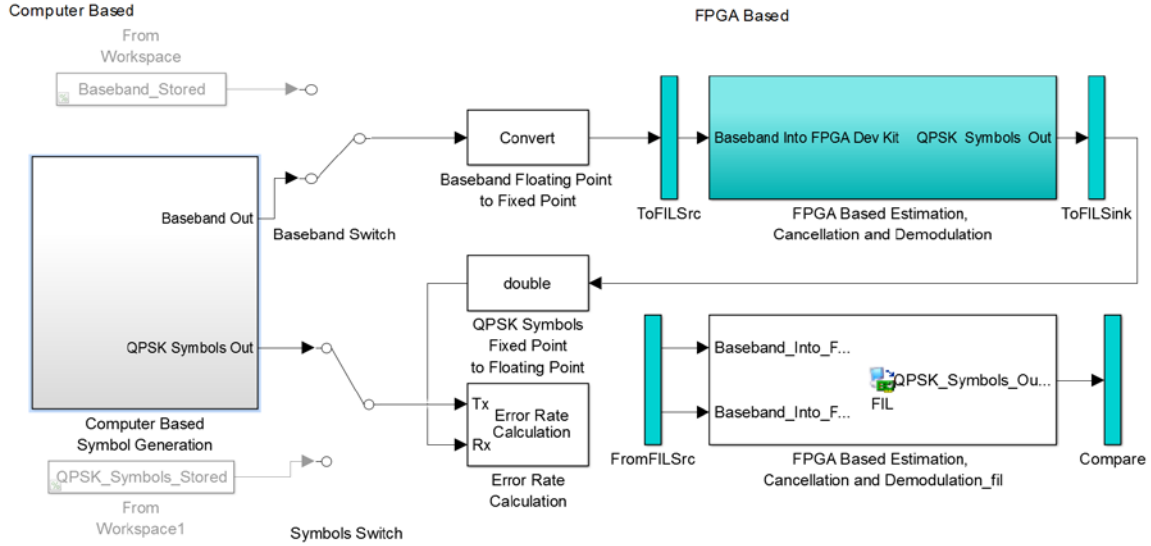 Computer Based
FPGA Based
From
Workspace
Baseband_Stored
Convert
Baseband Floating Point
to Fixed Point
Baseband Into FPGA Dev Kit
QPSK Symbols Out
ToFILSrc
FPGA Based Estimation,
Cancellation and Demodulation
ToFILSink
Baseband Out
Baseband Switch
double
QPSK Symbols
Fixed Point
to Floating Point
QPSK Symbols Out
Computer Based
Symbol Generation
Tx
Rx
Error Rate
Calculation
Error Rate
Calculation
Baseband_Into_F...
Baseband_Into_F...
FIL
QPSK_Symbols_Ou...
FromFILSrc
FPGA Based Estimation,
Cancellation and Demodulation_fil
Compare
QPSK_Symbols_Stored
From
Workspace1
Symbols Switch